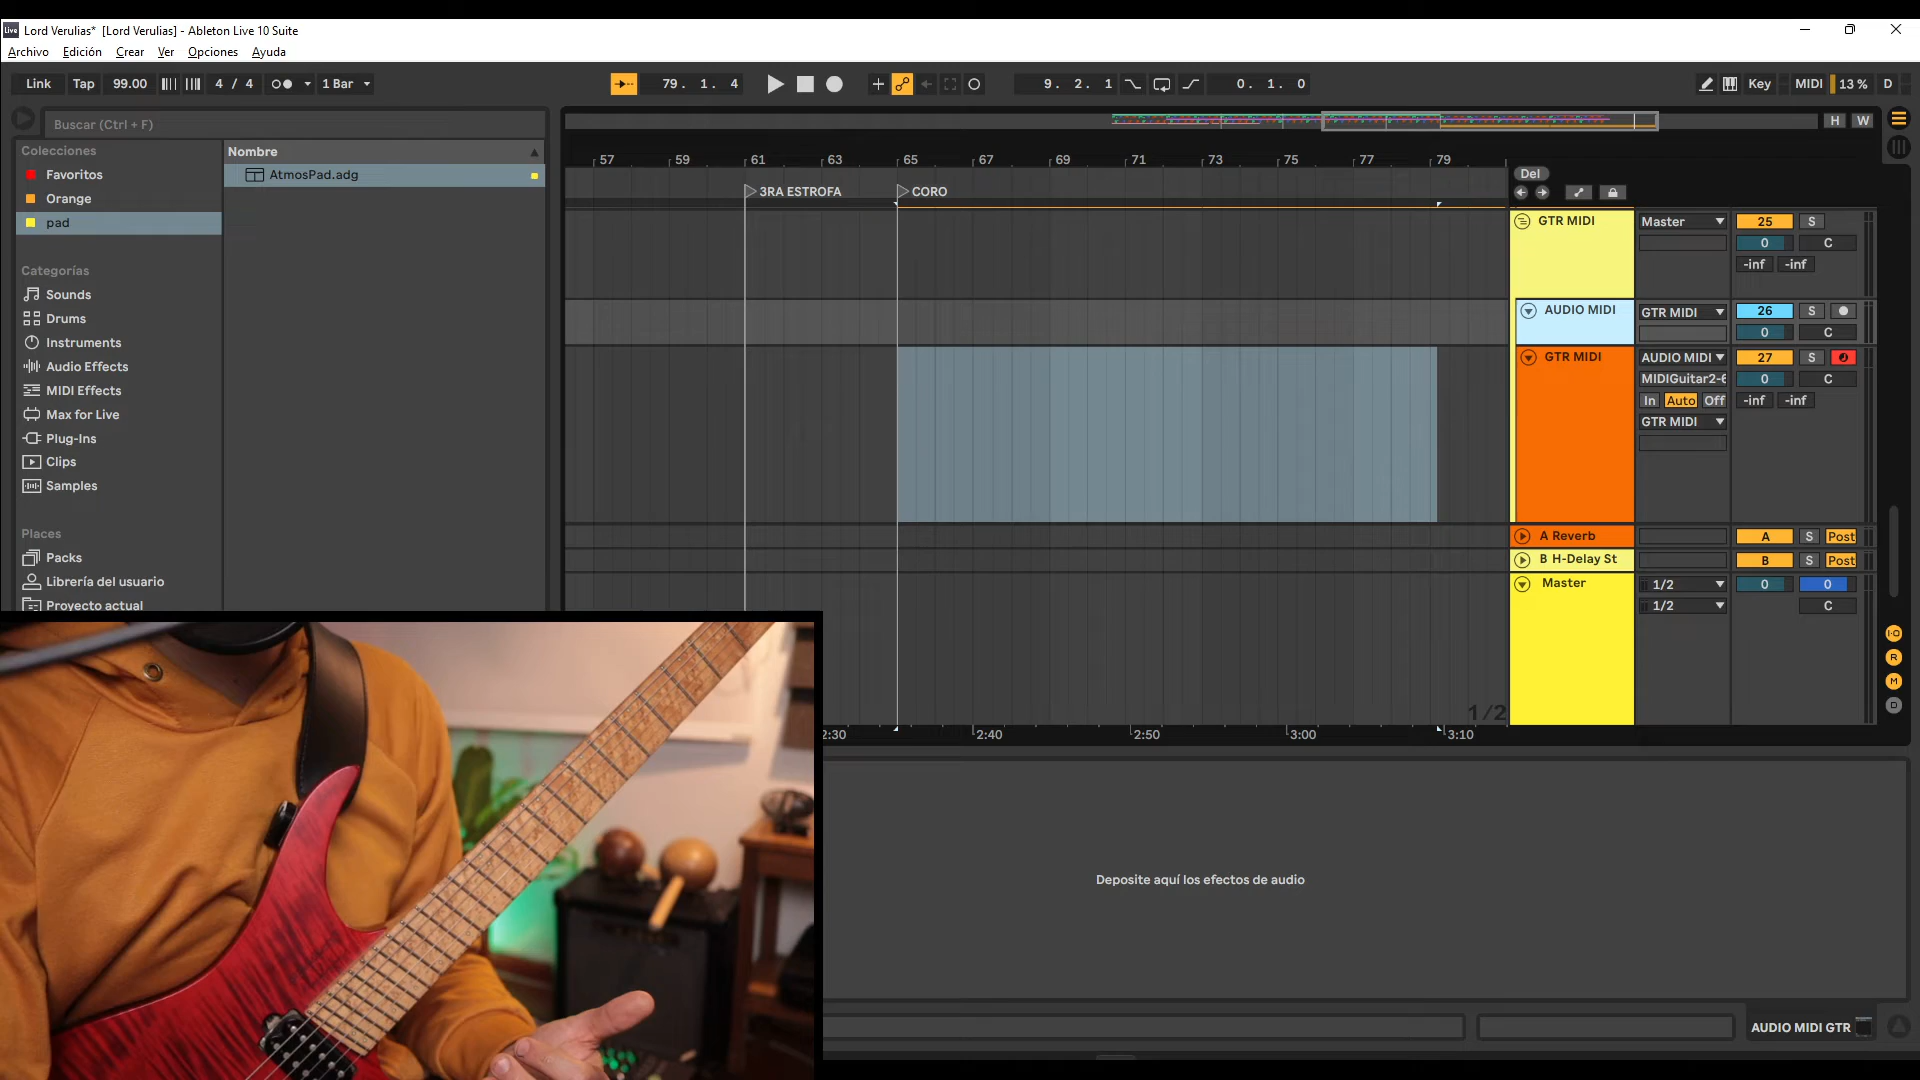 Lord Verulias* [Lord Verulias] - Ableton Live 10 Suite
Archivo Edición Crear Ver Opciones Ayuda
Link Tap 99.00 4 / 4 1 Bar 79. 1. 4 9. 2. 1 0. 1. 0 Key MIDI 13 % D
Buscar (Ctrl + F)
H W
Colecciones
Favoritos
Orange
pad
Categorías
Sounds
Drums
Instruments
Audio Effects
MIDI Effects
Max for Live
Plug-Ins
Clips
Samples
Places
Packs
Librería del usuario
Proyecto actual
Nombre
AtmosPad.adg
57 59 61 63 65 67 69 71 73 75 77 79
3RA ESTROFA CORO
Del
GTR MIDI Master 25 S
0 C
-inf -inf
AUDIO MIDI GTR MIDI 26 S
0 C
GTR MIDI AUDIO MIDI 27 S
MIDIGuitar2-6 0 C
In Auto Off -inf -inf
GTR MIDI
A Reverb A S Post
B H-Delay St B S Post
Master 1/2 0 0
1/2 C
I·O
R
M
D
1/2
2:30 2:40 2:50 3:00 3:10
Deposite aquí los efectos de audio
AUDIO MIDI GTR